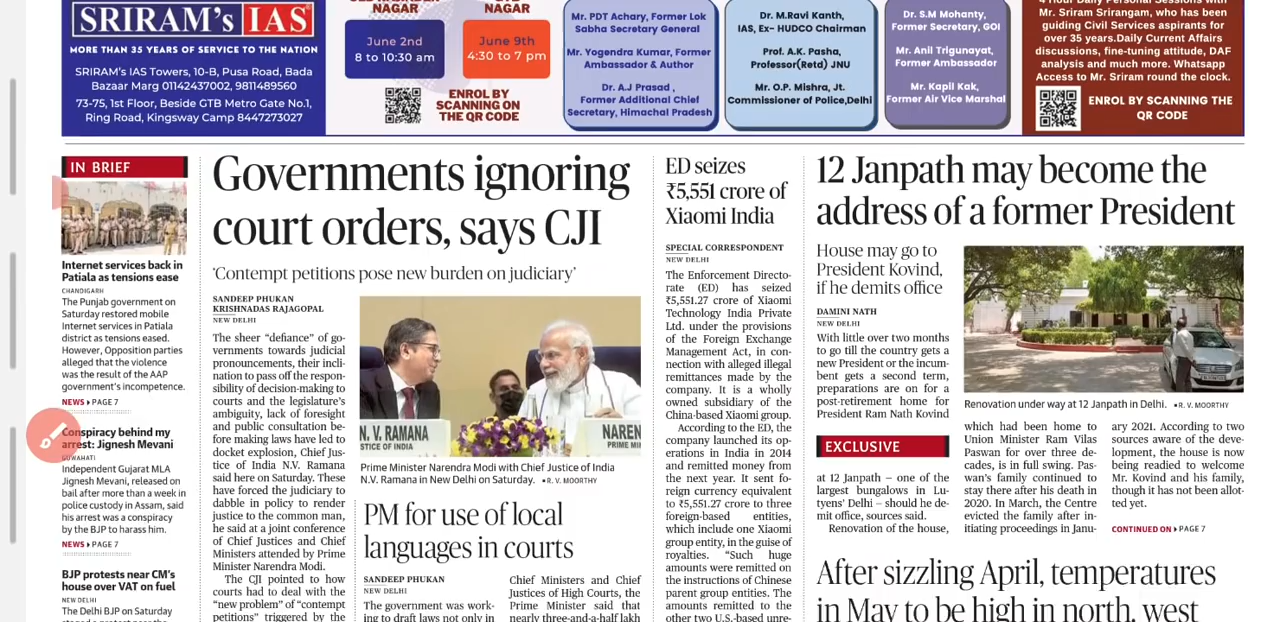 SRIRAM's IAS
MORE THAN 35 YEARS OF SERVICE TO THE NATION
SRIRAM's IAS Towers, 10-B, Pusa Road, Bada
Bazaar Marg 01142437002, 9811489560
73-75, 1st Floor, Beside GTB Metro Gate No.1,
Ring Road, Kingsway Camp 8447273027
NAGAR
June 2nd
8 to 10:30 am
NAGAR
June 9th
4:30 to 7 pm
ENROL BY
SCANNING ON
THE QR CODE
Mr. PDT Achary, Former Lok
Sabha Secretary General
Mr. Yogendra Kumar, Former
Ambassador & Author
Dr. A.J Prasad ,
Former Additional Chief
Secretary, Himachal Pradesh
Dr. M.Ravi Kanth,
IAS, Ex- HUDCO Chairman
Prof. A.K. Pasha,
Professor(Retd) JNU
Mr. O.P. Mishra, Jt.
Commissioner of Police,Delhi
Dr. S.M Mohanty,
Former Secretary, GOI
Mr. Anil Trigunayat,
Former Ambassador
Mr. Kapil Kak,
Former Air Vice Marshal
4 Hour Daily Personal Sessions with
Mr. Sriram Srirangam, who has been
guiding Civil Services aspirants for
over 35 years.Daily Current Affairs
discussions, fine-tuning attitude, DAF
analysis and much more. Whatsapp
Access to Mr. Sriram round the clock.
ENROL BY SCANNING THE
QR CODE
IN BRIEF
Internet services back in
Patiala as tensions ease
CHANDIGARH
The Punjab government on
Saturday restored mobile
Internet services in Patiala
district as tensions eased.
However, Opposition parties
alleged that the violence
was the result of the AAP
government's incompetence.
NEWS ▸ PAGE 7
Conspiracy behind my
arrest: Jignesh Mevani
GUWAHATI
Independent Gujarat MLA
Jignesh Mevani, released on
bail after more than a week in
police custody in Assam, said
his arrest was a conspiracy
by the BJP to harass him.
NEWS ▸ PAGE 7
BJP protests near CM's
house over VAT on fuel
NEW DELHI
The Delhi BJP on Saturday
Governments ignoring
court orders, says CJI
'Contempt petitions pose new burden on judiciary'
SANDEEP PHUKAN
KRISHNADAS RAJAGOPAL
NEW DELHI
The sheer “defiance” of go-
vernments towards judicial
pronouncements, their incli-
nation to pass off the respon-
sibility of decision-making to
courts and the legislature's
ambiguity, lack of foresight
and public consultation be-
fore making laws have led to
docket explosion, Chief Jus-
tice of India N.V. Ramana
said here on Saturday. These
have forced the judiciary to
dabble in policy to render
justice to the common man,
he said at a joint conference
of Chief Justices and Chief
Ministers attended by Prime
Minister Narendra Modi.
The CJI pointed to how
courts had to deal with the
“new problem” of “contempt
petitions” triggered by the
N. V. RAMANA
STICE OF INDIA
NAREN
PRIME MI
Prime Minister Narendra Modi with Chief Justice of India
N.V. Ramana in New Delhi on Saturday. ▪R. V. MOORTHY
PM for use of local
languages in courts
SANDEEP PHUKAN
NEW DELHI
The government was work-
ing to draft laws not only in
Chief Ministers and Chief
Justices of High Courts, the
Prime Minister said that
nearly three-and-a-half lakh
ED seizes
₹5,551 crore of
Xiaomi India
SPECIAL CORRESPONDENT
NEW DELHI
The Enforcement Directo-
rate (ED) has seized
₹5,551.27 crore of Xiaomi
Technology India Private
Ltd. under the provisions
of the Foreign Exchange
Management Act, in con-
nection with alleged illegal
remittances made by the
company. It is a wholly
owned subsidiary of the
China-based Xiaomi group.
According to the ED, the
company launched its op-
erations in India in 2014
and remitted money from
the next year. It sent fo-
reign currency equivalent
to ₹5,551.27 crore to three
foreign-based entities,
which include one Xiaomi
group entity, in the guise of
royalties. “Such huge
amounts were remitted on
the instructions of Chinese
parent group entities. The
amounts remitted to the
other two U.S.-based unre-
12 Janpath may become the
address of a former President
House may go to
President Kovind,
if he demits office
DAMINI NATH
NEW DELHI
With little over two months
to go till the country gets a
new President or the incum-
bent gets a second term,
preparations are on for a
post-retirement home for
President Ram Nath Kovind
EXCLUSIVE
at 12 Janpath – one of the
largest bungalows in Lu-
tyens' Delhi – should he de-
mit office, sources said.
Renovation of the house,
Renovation under way at 12 Janpath in Delhi. ▪R. V. MOORTHY
which had been home to
Union Minister Ram Vilas
Paswan for over three de-
cades, is in full swing. Pas-
wan's family continued to
stay there after his death in
2020. In March, the Centre
evicted the family after in-
itiating proceedings in Janu-
ary 2021. According to two
sources aware of the deve-
lopment, the house is now
being readied to welcome
Mr. Kovind and his family,
though it has not been allot-
ted yet.
CONTINUED ON ▸ PAGE 7
After sizzling April, temperatures
in May to be high in north, west